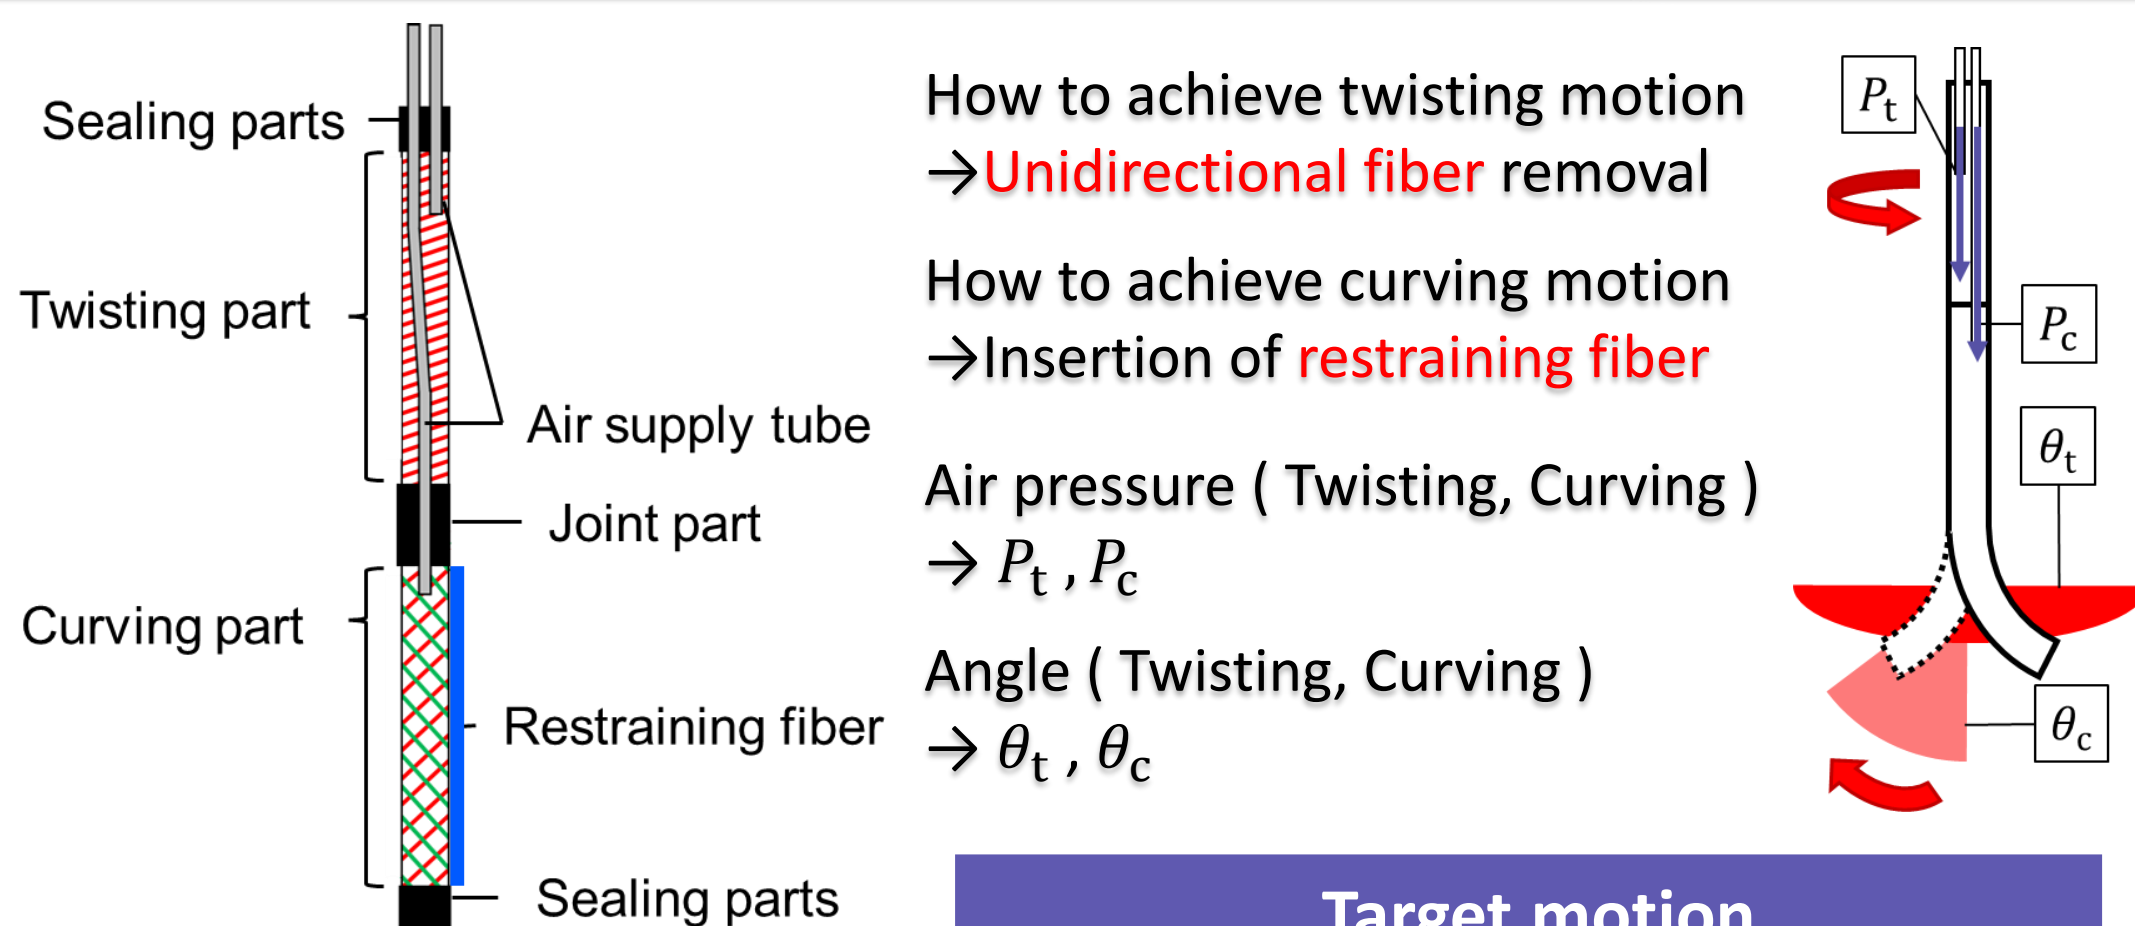 Sealing parts
Twisting part
Air supply tube
Joint part
Curving part
Restraining fiber
Sealing parts
How to achieve twisting motion
→Unidirectional fiber removal
How to achieve curving motion
→Insertion of restraining fiber
Air pressure ( Twisting, Curving )
→ Pt , Pc
Angle ( Twisting, Curving )
→ θt , θc
Pt
Pc
θt
θc
Target motion